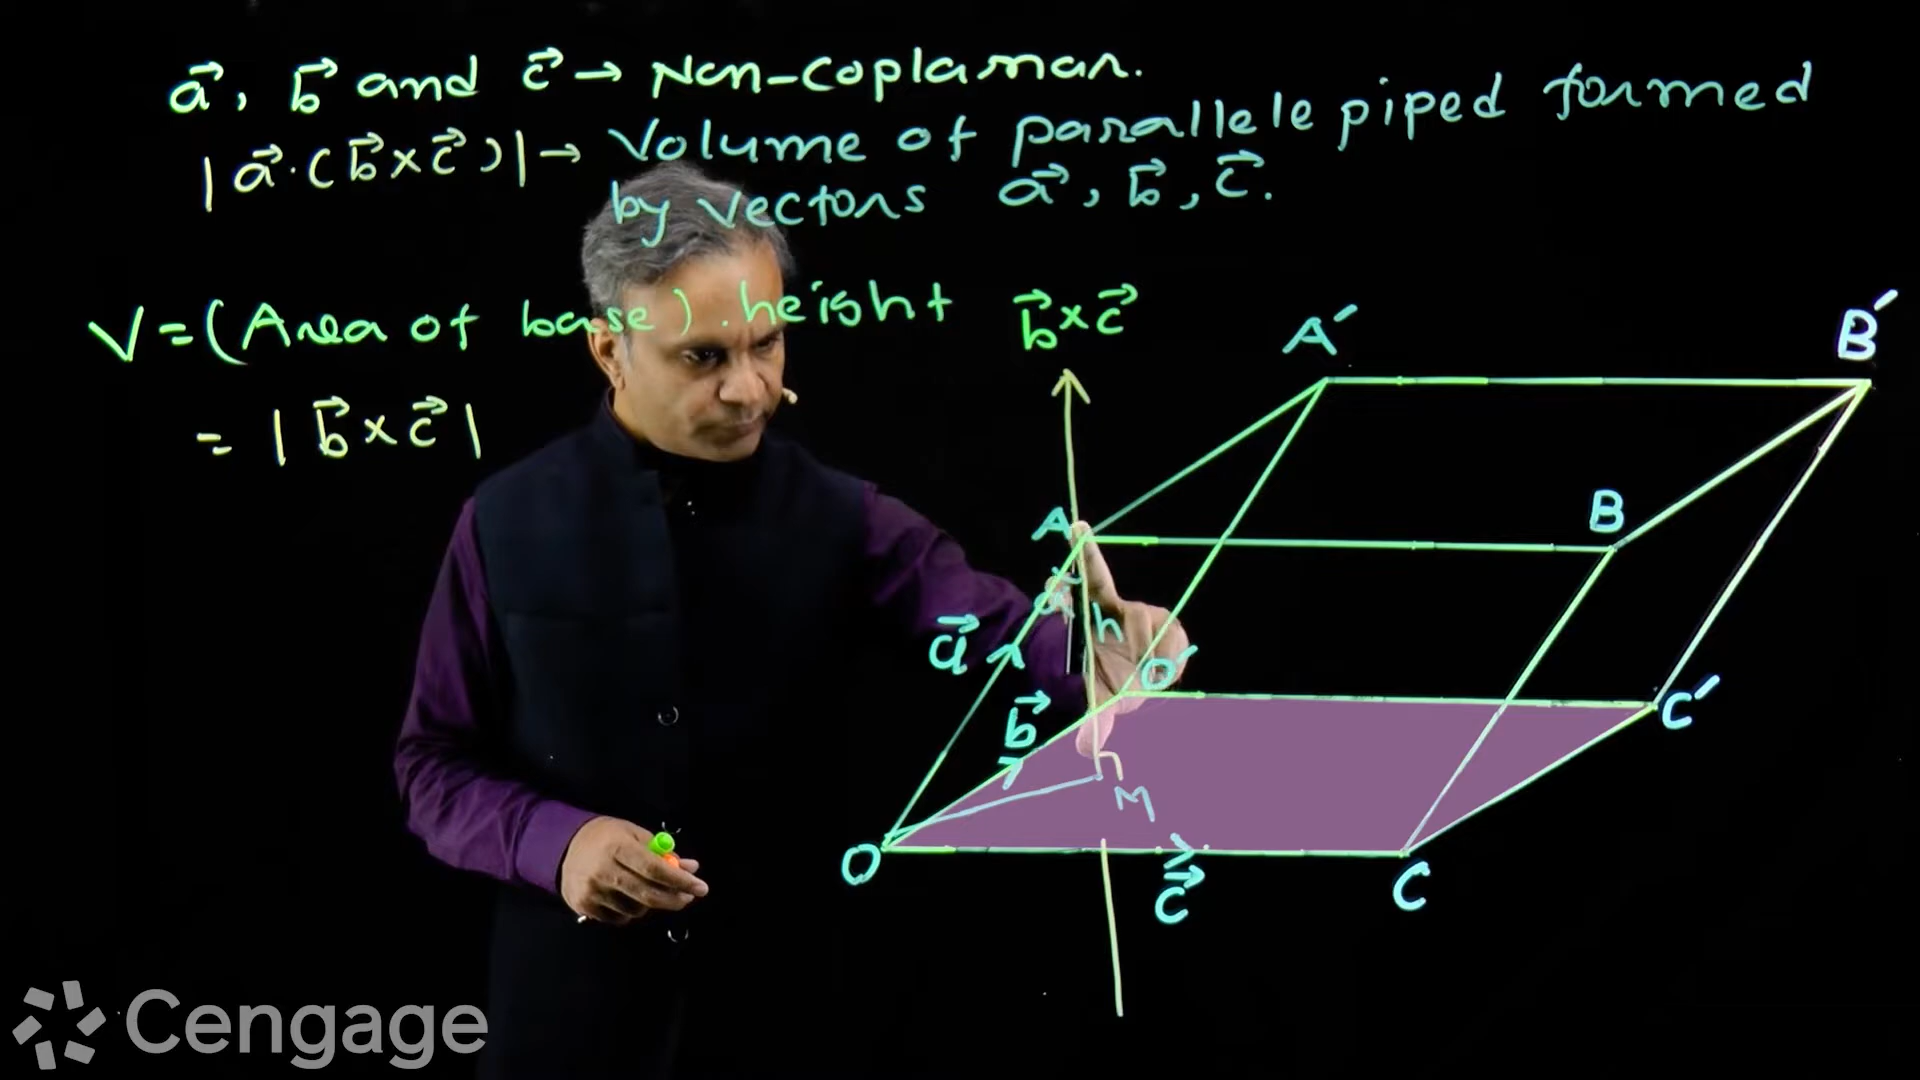 a⃗, b⃗ and c⃗ → Non-coplanar.
|a⃗·(b⃗×c⃗)| → Volume of parallelepiped formed
by vectors a⃗, b⃗, c⃗.
V = (Area of base).height
= |b⃗×c⃗|
b⃗×c⃗
A'
B'
A
B
α
h
a⃗
O'
b⃗
C'
M
O
c⃗
C
Cengage